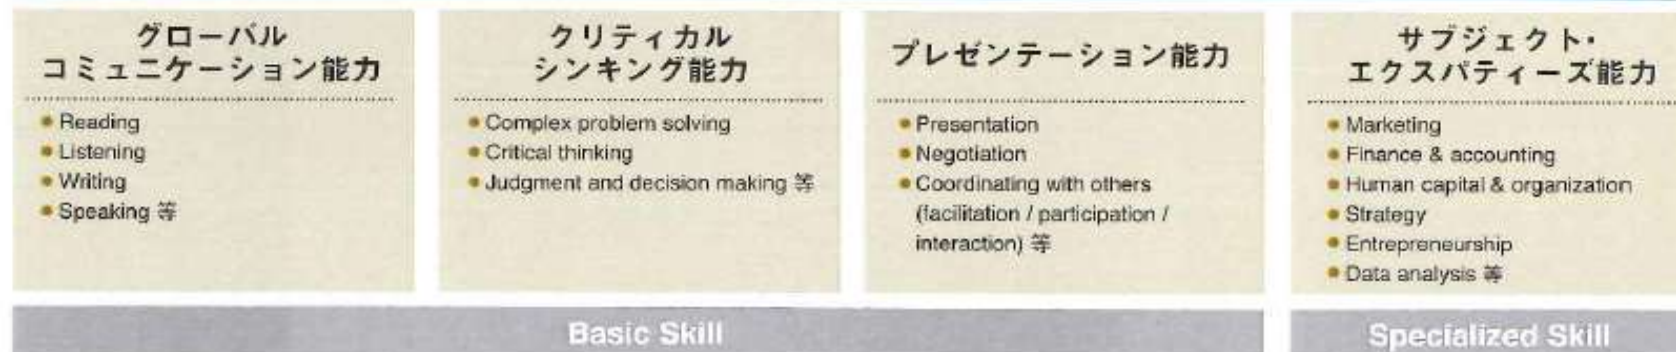 グローバル
コミュニケーション能力
● Reading
● Listening
● Writing
● Speaking 等
クリティカル
シンキング能力
● Complex problem solving
● Critical thinking
● Judgment and decision making 等
プレゼンテーション能力
● Presentation
● Negotiation
● Coordinating with others
(facilitation / participation /
interaction) 等
サブジェクト・
エクスパティーズ能力
● Marketing
● Finance & accounting
● Human capital & organization
● Strategy
● Entrepreneurship
● Data analysis 等
Basic Skill
Specialized Skill